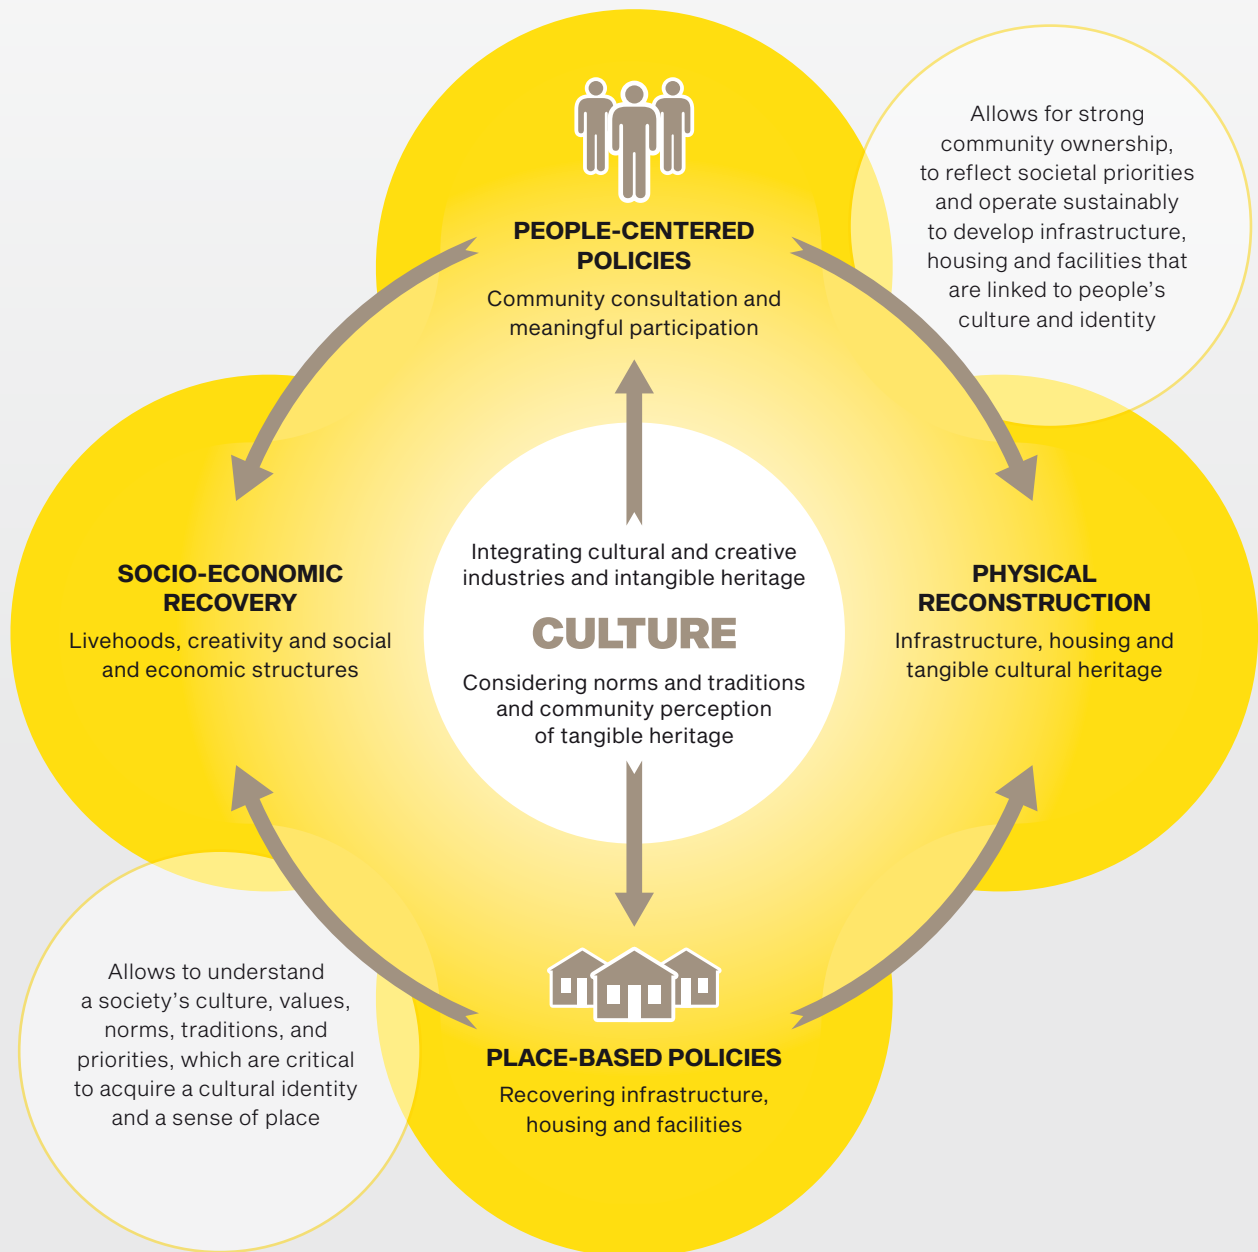 PEOPLE-CENTERED
POLICIES
Community consultation and
meaningful participation
Allows for strong
community ownership,
to reflect societal priorities
and operate sustainably
to develop infrastructure,
housing and facilities that
are linked to people's
culture and identity
SOCIO-ECONOMIC
RECOVERY
Livehoods, creativity and social
and economic structures
Integrating cultural and creative
industries and intangible heritage
CULTURE
Considering norms and traditions
and community perception
of tangible heritage
PHYSICAL
RECONSTRUCTION
Infrastructure, housing and
tangible cultural heritage
Allows to understand
a society's culture, values,
norms, traditions, and
priorities, which are critical
to acquire a cultural identity
and a sense of place
PLACE-BASED POLICIES
Recovering infrastructure,
housing and facilities